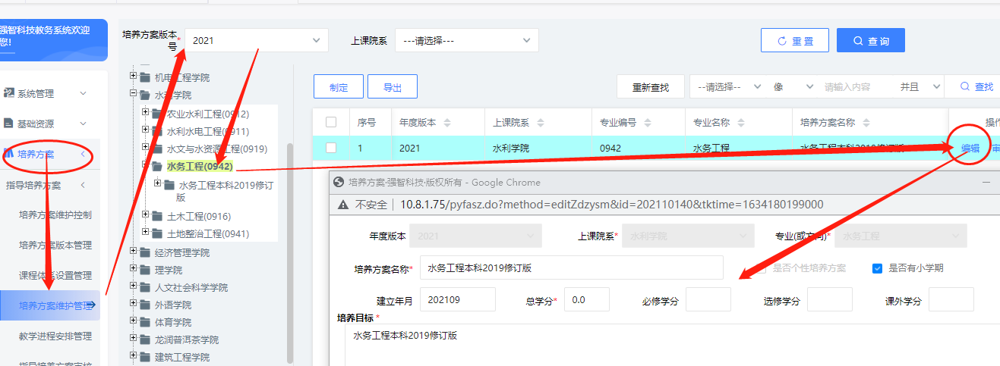 强智科技教务系统欢迎
您!
系统管理
基础资源
培养方案
指导培养方案
培养方案维护控制
培养方案版本管理
课程体系设置管理
培养方案维护管理
教学进程安排管理
培养方案版本
号*
2021
上课院系
---请选择---
重置
查询
机电工程学院
水利学院
农业水利工程(0912)
水利水电工程(0911)
水文与水资源工程(0919)
水务工程(0942)
水务工程本科2019修订
版
土木工程(0916)
土地整治工程(0941)
经济管理学院
理学院
人文社会科学学院
外语学院
体育学院
龙润普洱茶学院
建筑工程学院
制定
导出
重新查找
--请选择--
像
请输入内容
并且
查找
序号
年度版本
上课院系
专业编号
专业名称
培养方案名称
操作
1
2021
水利学院
0942
水务工程
水务工程本科2019修订版
编辑
审
培养方案·强智科技·版权所有 - Google Chrome
不安全
10.8.1.75/pyfasz.do?method=editZdzysm&id=202110140&tktime=1634180199000
年度版本
2021
上课院系*
水利学院
专业(或方向)*
水务工程
培养方案名称*
水务工程本科2019修订版
是否个性培养方案
是否有小学期
建立年月
202109
总学分*
0.0
必修学分
选修学分
课外学分
培养目标 *
水务工程本科2019修订版